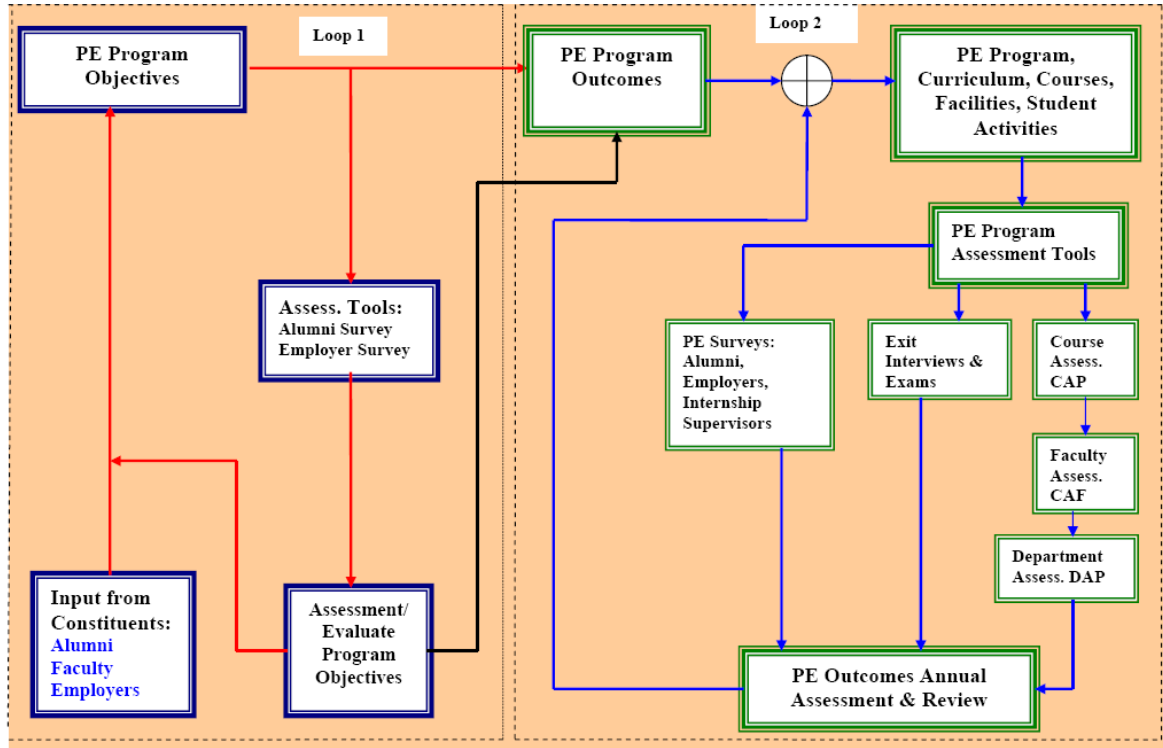 PE Program
Objectives
Loop 1
PE Program
Outcomes
Loop 2
PE Program,
Curriculum, Courses,
Facilities, Student
Activities
PE Program
Assessment Tools
Assess. Tools:
Alumni Survey
Employer Survey
PE Surveys:
Alumni,
Employers,
Internship
Supervisors
Exit
Interviews &
Exams
Course
Assess.
CAP
Faculty
Assess.
CAF
Department
Assess. DAP
Input from
Constituents:
Alumni
Faculty
Employers
Assessment/
Evaluate
Program
Objectives
PE Outcomes Annual
Assessment & Review